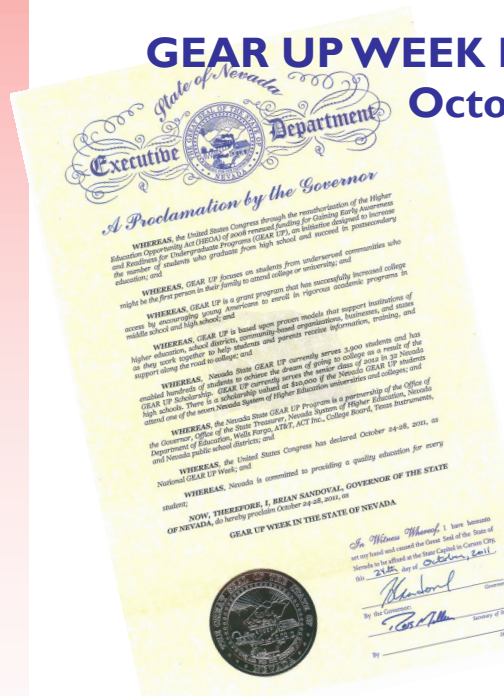 GEAR UP WEEK
Octo
State of Nevada
THE GREAT SEAL OF THE STATE OF
NEVADA
Executive Department
A Proclamation by the Governor
WHEREAS, the United States Congress through the reauthorization of the Higher
Education Opportunity Act (HEOA) of 2008 renewed funding for Gaining Early Awareness
and Readiness for Undergraduate Programs (GEAR UP), an initiative designed to increase
the number of students who graduate from high school and succeed in postsecondary
education; and
WHEREAS, GEAR UP focuses on students from underserved communities who
might be the first person in their family to attend college or university; and
WHEREAS, GEAR UP is a grant program that has successfully increased college
access by encouraging young Americans to enroll in rigorous academic programs in
middle school and high school; and
WHEREAS, GEAR UP is based upon proven models that support institutions of
higher education, school districts, community-based organizations, businesses, and states
as they work together to help students and parents receive information, training, and
support along the road to college; and
WHEREAS, Nevada State GEAR UP currently serves 3,900 students and has
enabled hundreds of students to achieve the dream of going to college as a result of the
GEAR UP Scholarship. GEAR UP currently serves the senior class of 2012 in 32 Nevada
high schools. There is a scholarship valued at $10,000 if the Nevada GEAR UP students
attend one of the seven Nevada System of Higher Education universities and colleges; and
WHEREAS, the Nevada State GEAR UP Program is a partnership of the Office of
the Governor, Office of the State Treasurer, Nevada System of Higher Education, Nevada
Department of Education, Wells Fargo, AT&T, ACT Inc., College Board, Texas Instruments,
and Nevada public school districts; and
WHEREAS, the United States Congress has declared October 24-28, 2011, as
National GEAR UP Week; and
WHEREAS, Nevada is committed to providing a quality education for every
student;
NOW, THEREFORE, I, BRIAN SANDOVAL, GOVERNOR OF THE STATE
OF NEVADA, do hereby proclaim October 24-28, 2011, as
GEAR UP WEEK IN THE STATE OF NEVADA
In Witness Whereof, I have hereunto
set my hand and caused the Great Seal of the State of
Nevada to be affixed at the State Capitol in Carson City,
this 24th day of October, 2011
Governor
By the Governor:
Secretary of
By